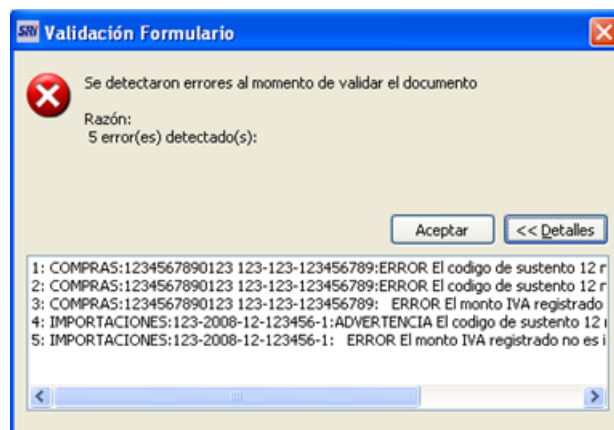 SRi Validación Formulario
Se detectaron errores al momento de validar el documento
Razón:
5 error(es) detectado(s):
Aceptar
<< Detalles
1: COMPRAS:1234567890123 123-123-123456789:ERROR El codigo de sustento 12
2: COMPRAS:1234567890123 123-123-123456789:ERROR El codigo de sustento 12
3: COMPRAS:1234567890123 123-123-123456789: ERROR El monto IVA registrado
4: IMPORTACIONES:123-2008-12-123456-1:ADVERTENCIA El codigo de sustento 12
5: IMPORTACIONES:123-2008-12-123456-1: ERROR El monto IVA registrado no es